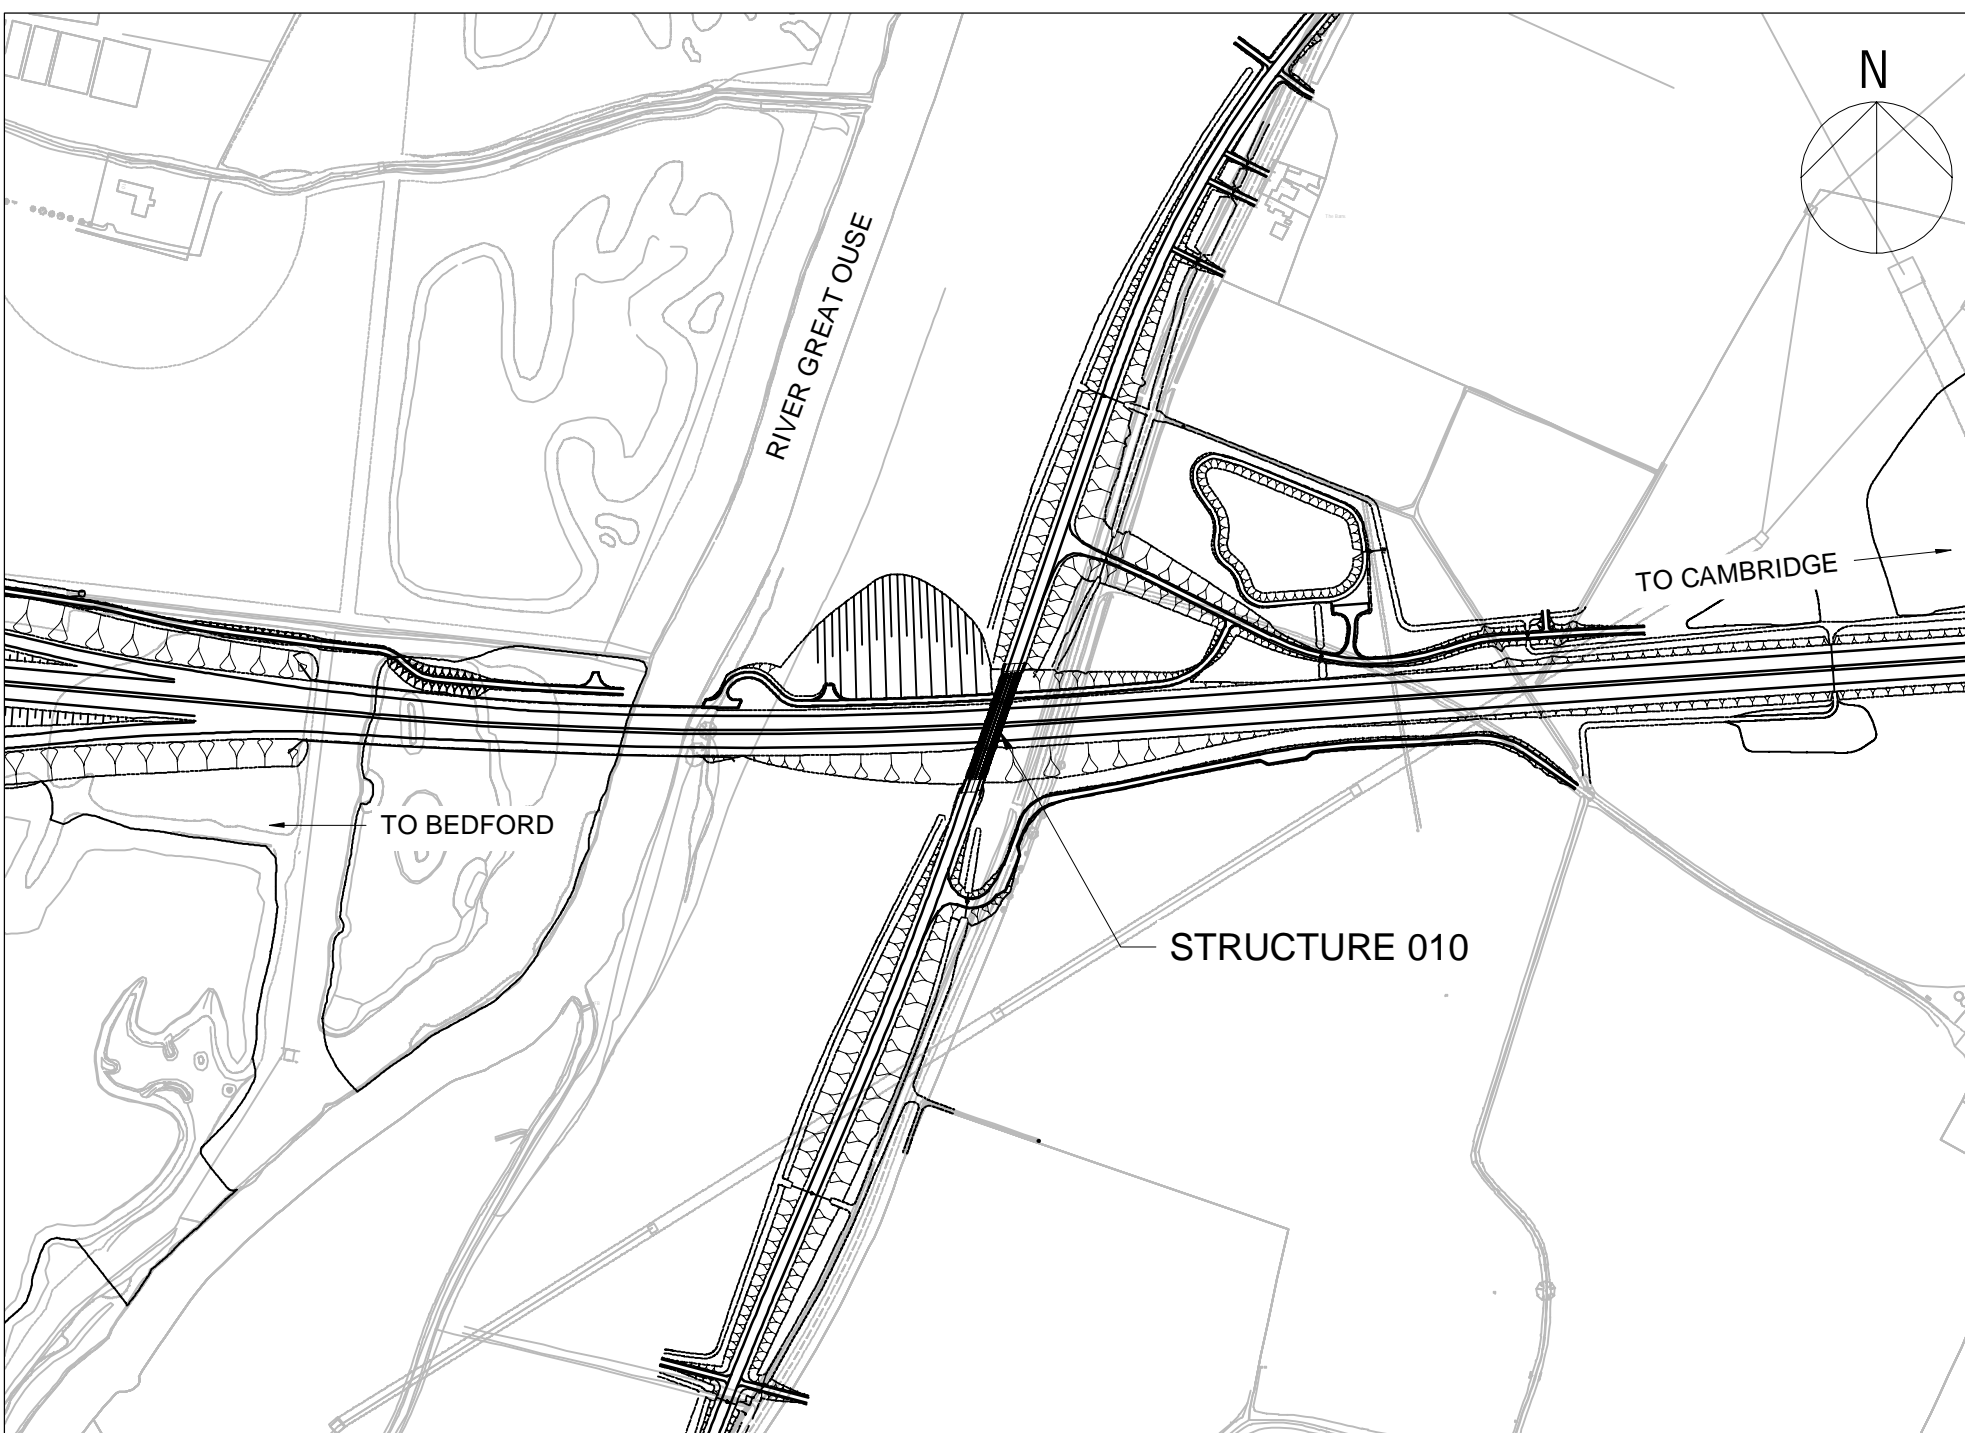 N
RIVER GREAT OUSE
TO CAMBRIDGE
TO BEDFORD
STRUCTURE 010